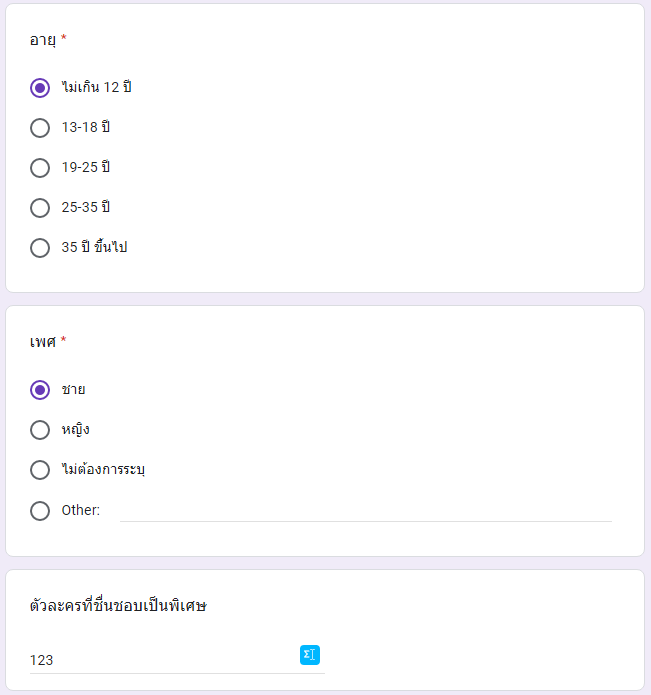 อายุ *
ไม่เกิน 12 ปี
13-18 ปี
19-25 ปี
25-35 ปี
35 ปี ขึ้นไป
เพศ *
ชาย
หญิง
ไม่ต้องการระบุ
Other:
ตัวละครที่ชื่นชอบเป็นพิเศษ
123